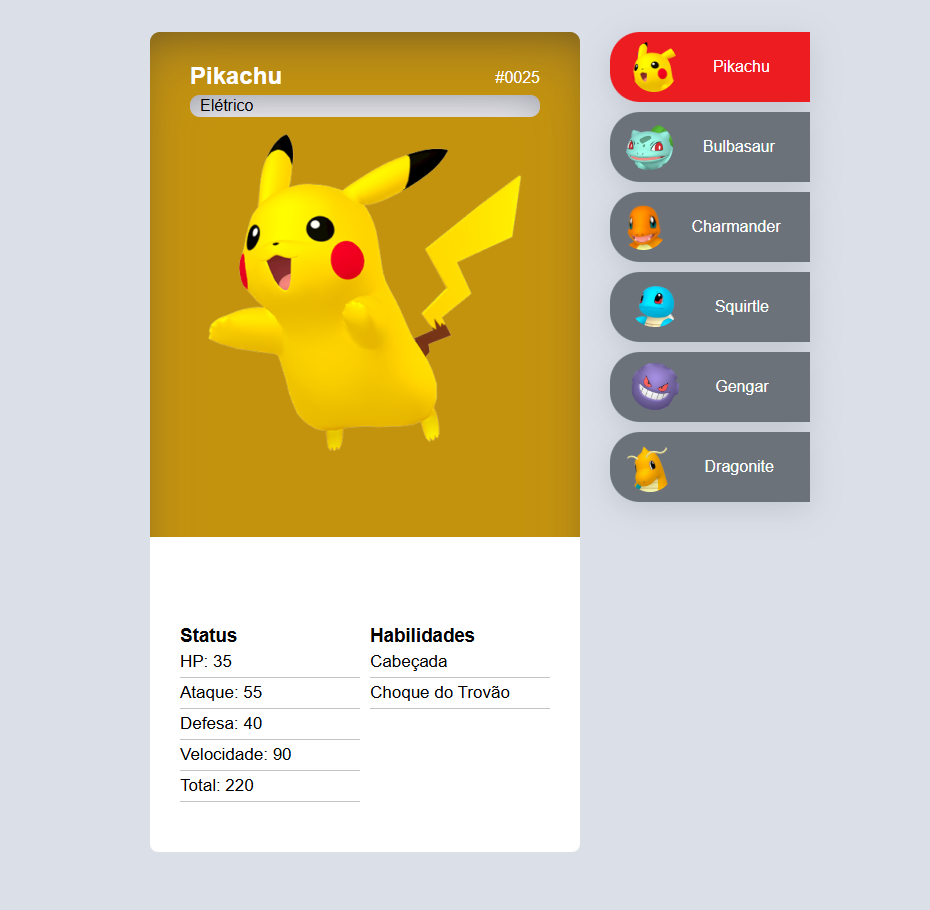 Pikachu
#0025
Elétrico
Status
HP: 35
Ataque: 55
Defesa: 40
Velocidade: 90
Total: 220
Habilidades
Cabeçada
Choque do Trovão
Pikachu
Bulbasaur
Charmander
Squirtle
Gengar
Dragonite